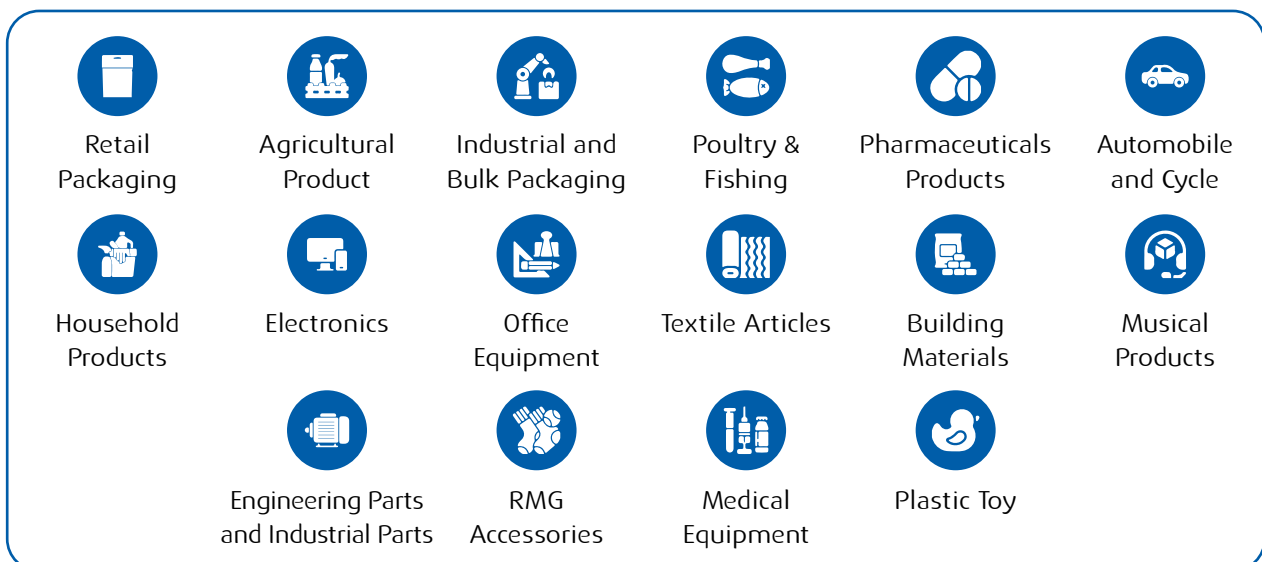 Retail
Packaging
Agricultural
Product
Industrial and
Bulk Packaging
Poultry &
Fishing
Pharmaceuticals
Products
Automobile
and Cycle
Household
Products
Electronics
Office
Equipment
Textile Articles
Building
Materials
Musical
Products
Engineering Parts
and Industrial Parts
RMG
Accessories
Medical
Equipment
Plastic Toy